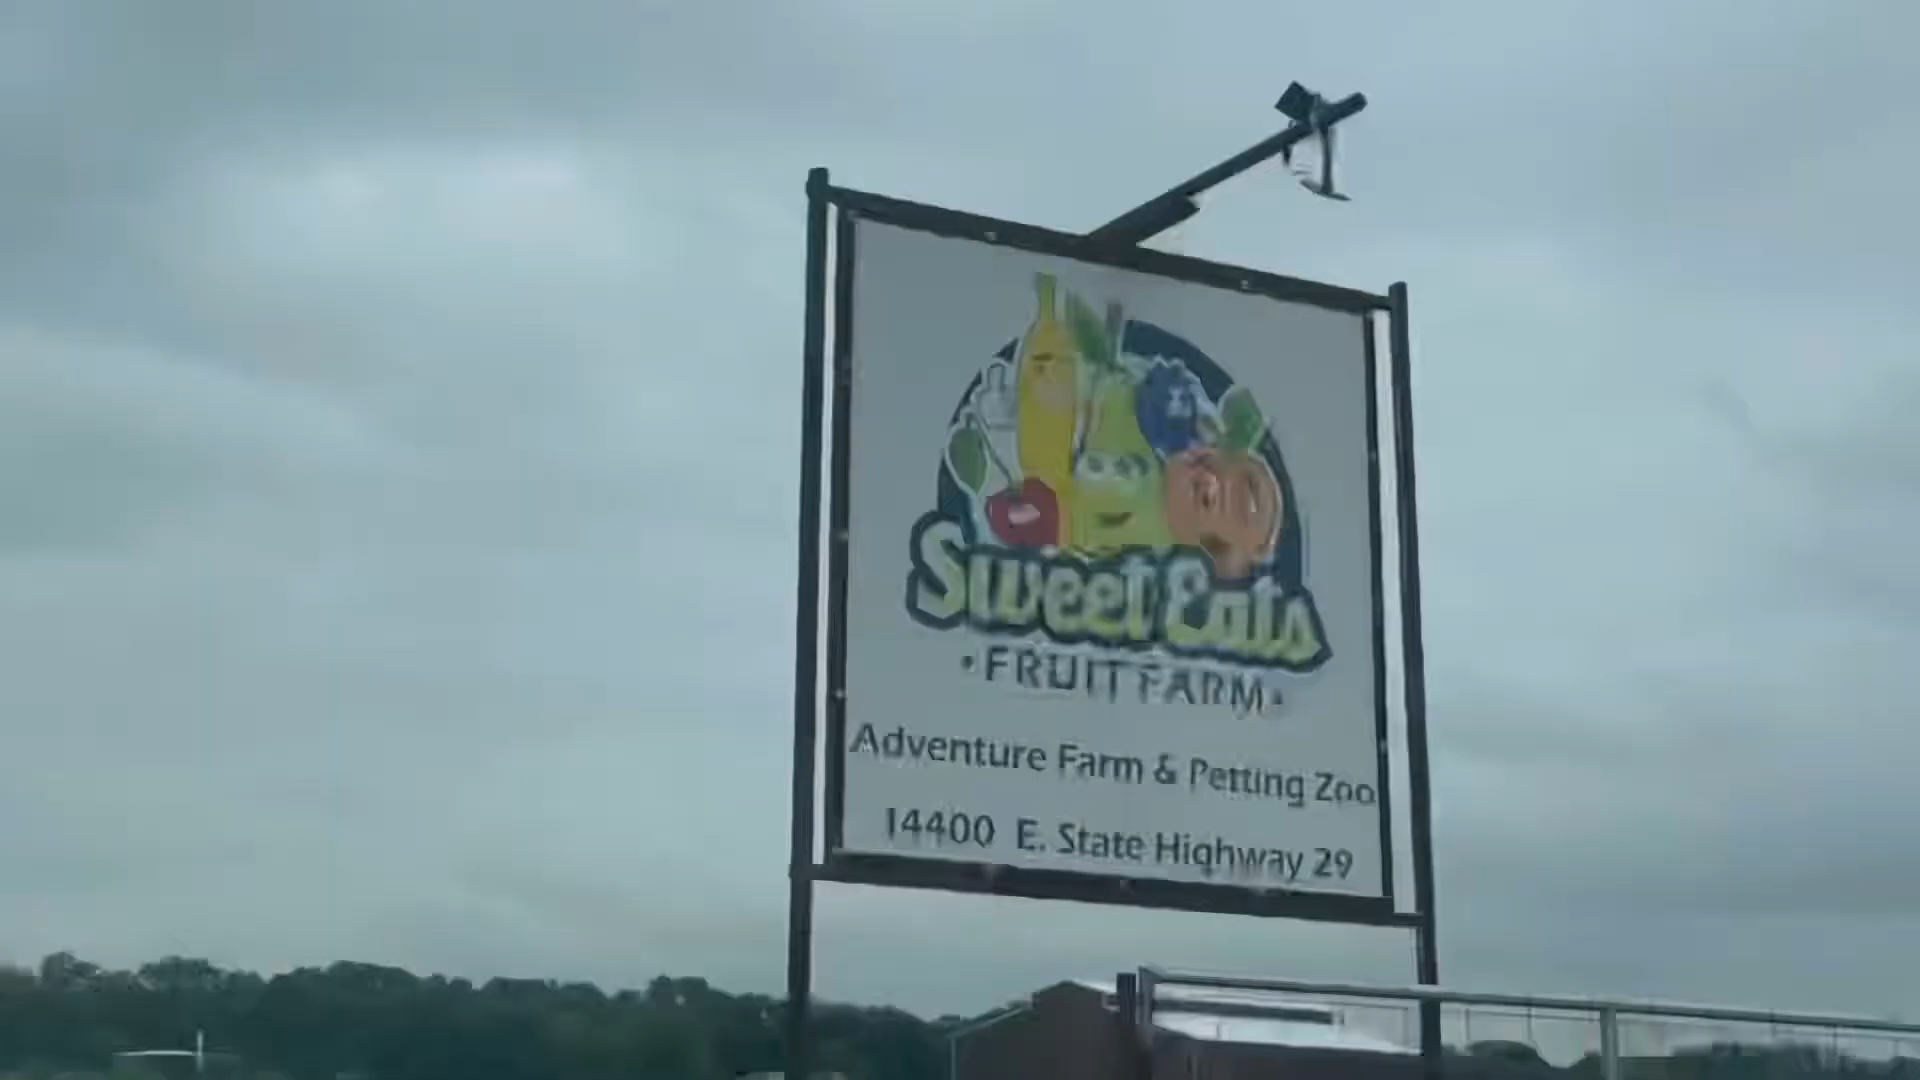 Sweet Eats
• FRUIT FARM •
Adventure Farm & Petting Zoo
14400 E. State Highway 29